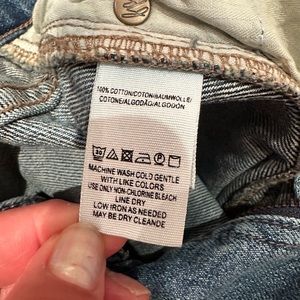 100% COTTON/COTON/BAUMWOLLE/
COTONE/ALGODÃO/ALGODON
MACHINE WASH COLD GENTLE
WITH LIKE COLORS
USE ONLY NON-CHLORINE BLEACH
LINE DRY
LOW IRON AS NEEDED
MAY BE DRY CLEANDE